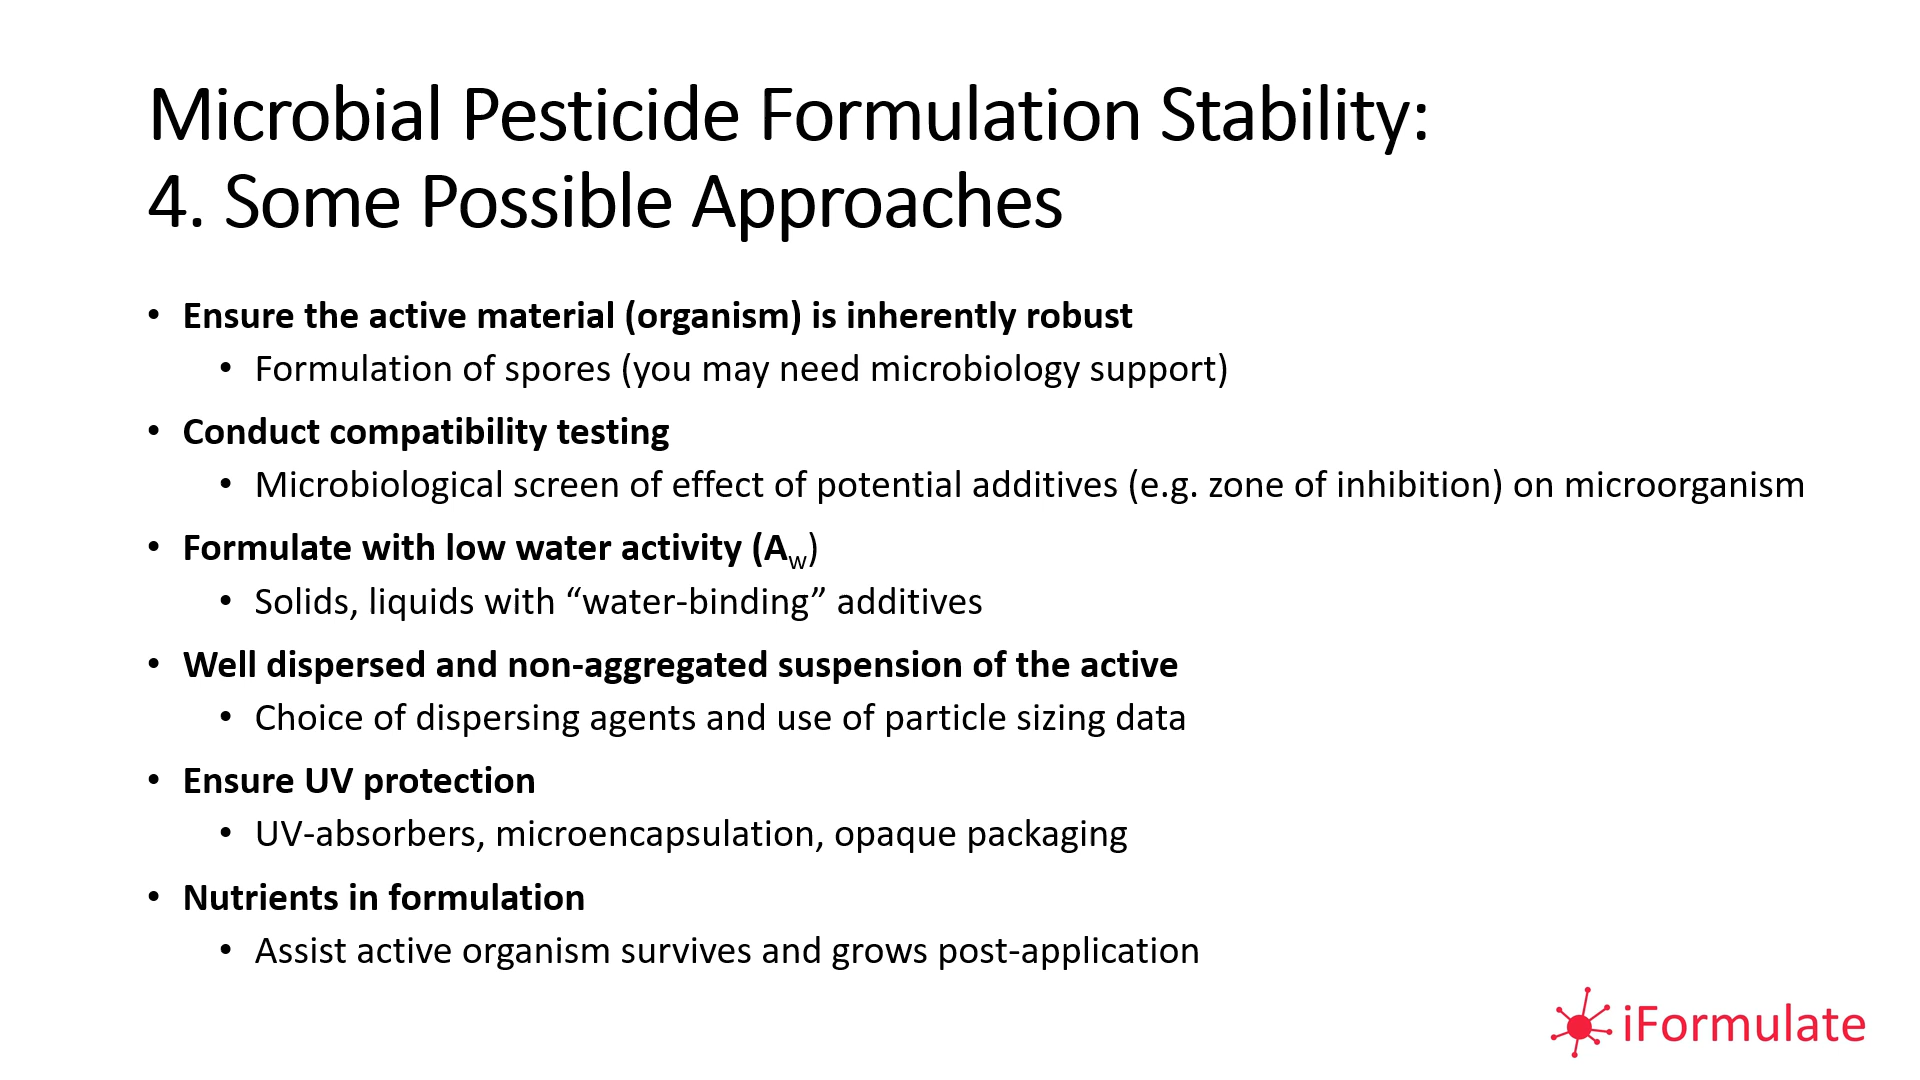 Microbial Pesticide Formulation Stability:
4. Some Possible Approaches
• Ensure the active material (organism) is inherently robust
• Formulation of spores (you may need microbiology support)
• Conduct compatibility testing
• Microbiological screen of effect of potential additives (e.g. zone of inhibition) on microorganism
• Formulate with low water activity (Aw)
• Solids, liquids with “water-binding” additives
• Well dispersed and non-aggregated suspension of the active
• Choice of dispersing agents and use of particle sizing data
• Ensure UV protection
• UV-absorbers, microencapsulation, opaque packaging
• Nutrients in formulation
• Assist active organism survives and grows post-application
iFormulate